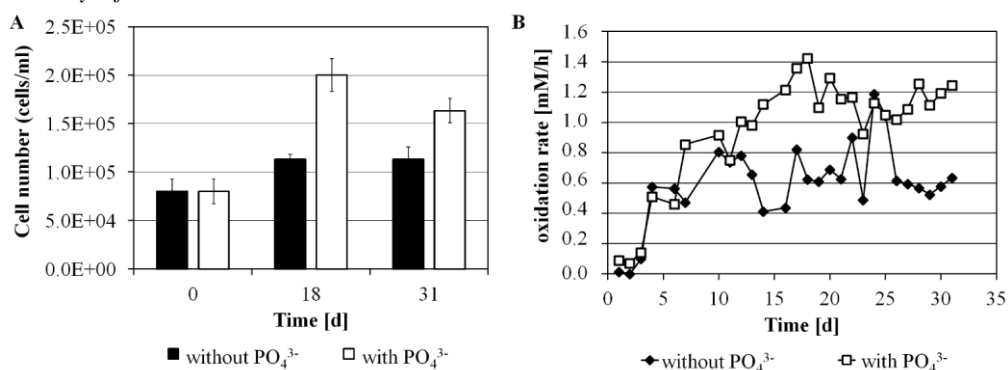 A
Cell number (cells/ml)
2.5E+05
2.0E+05
1.5E+05
1.0E+05
5.0E+04
0.0E+00
0 18 31
Time [d]
without PO₄³⁻ with PO₄³⁻
B
oxidation rate [mM/h]
1.6
1.4
1.2
1.0
0.8
0.6
0.4
0.2
0.0
0 5 10 15 20 25 30 35
Time [d]
without PO₄³⁻ with PO₄³⁻